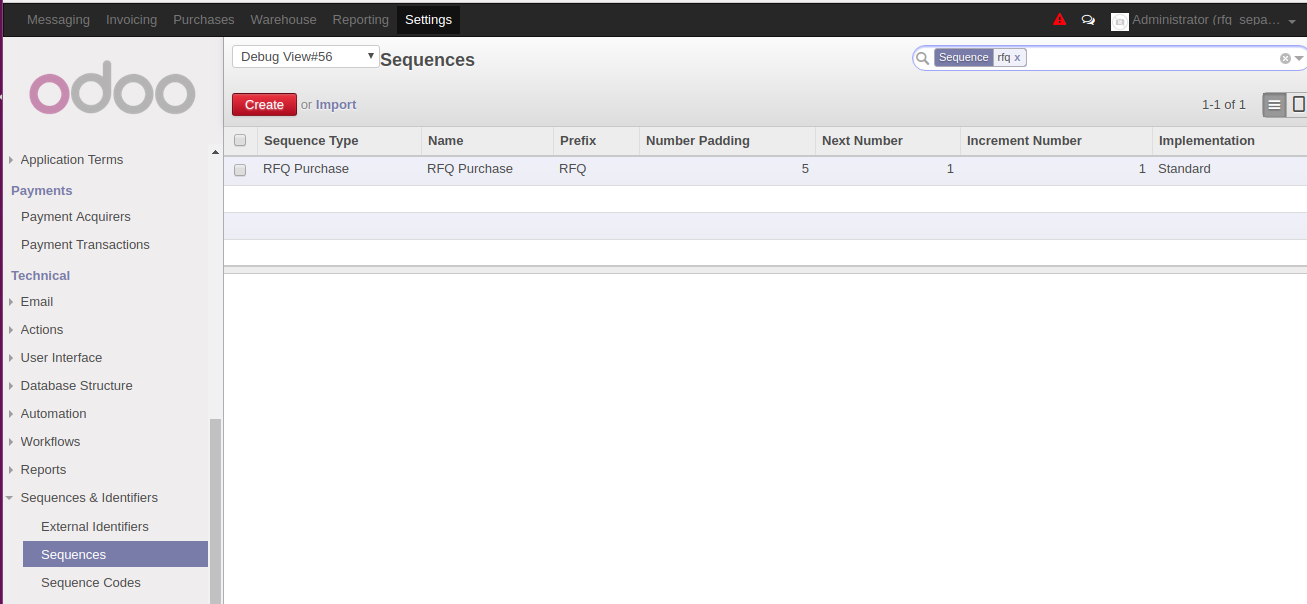 Messaging Invoicing Purchases Warehouse Reporting Settings Administrator (rfq_sepa...
Debug View#56 Sequences Sequence rfq x
odoo
Create or Import 1-1 of 1
Sequence Type Name Prefix Number Padding Next Number Increment Number Implementation
RFQ Purchase RFQ Purchase RFQ 5 1 1 Standard
Application Terms
Payments
Payment Acquirers
Payment Transactions
Technical
Email
Actions
User Interface
Database Structure
Automation
Workflows
Reports
Sequences & Identifiers
External Identifiers
Sequences
Sequence Codes